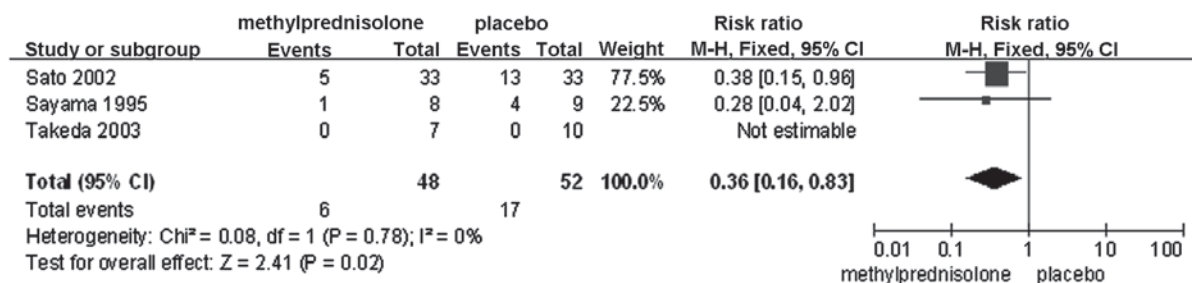 methylprednisolone placebo Risk ratio Risk ratio
Study or subgroup Events Total Events Total Weight M-H, Fixed, 95% CI M-H, Fixed, 95% CI
Sato 2002 5 33 13 33 77.5% 0.38 [0.15, 0.96]
Sayama 1995 1 8 4 9 22.5% 0.28 [0.04, 2.02]
Takeda 2003 0 7 0 10 Not estimable
Total (95% CI) 48 52 100.0% 0.36 [0.16, 0.83]
Total events 6 17
Heterogeneity: Chi² = 0.08, df = 1 (P = 0.78); I² = 0%
Test for overall effect: Z = 2.41 (P = 0.02)
0.01 0.1 1 10 100
methylprednisolone placebo